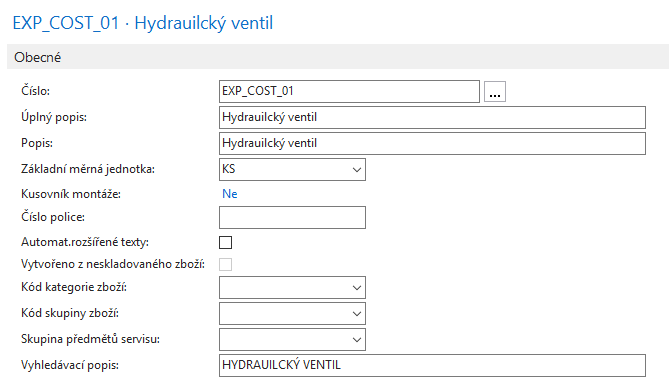 EXP_COST_01 · Hydrauilcký ventil
Obecné
Číslo: EXP_COST_01 ...
Úplný popis: Hydrauilcký ventil
Popis: Hydrauilcký ventil
Základní měrná jednotka: KS
Kusovník montáže: Ne
Číslo police:
Automat.rozšířené texty:
Vytvořeno z neskladovaného zboží:
Kód kategorie zboží:
Kód skupiny zboží:
Skupina předmětů servisu:
Vyhledávací popis: HYDRAUILCKÝ VENTIL